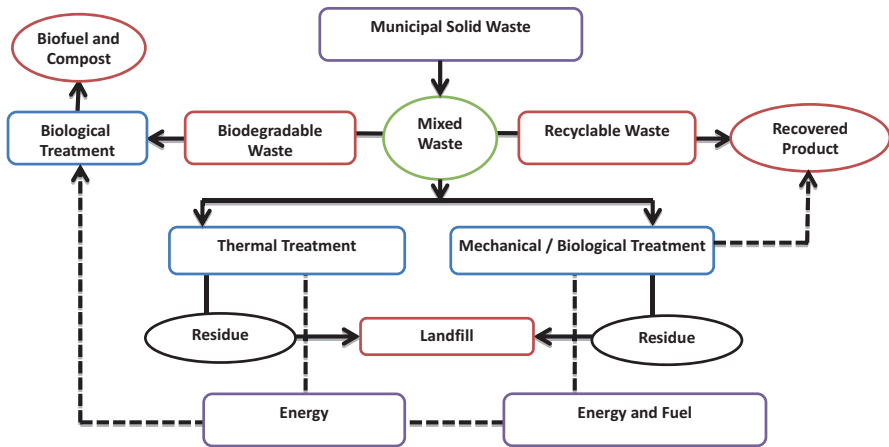 Municipal Solid Waste
Biofuel and
Compost
Biological
Treatment
Biodegradable
Waste
Mixed
Waste
Recyclable Waste
Recovered
Product
Thermal Treatment
Mechanical / Biological Treatment
Residue
Landfill
Residue
Energy
Energy and Fuel